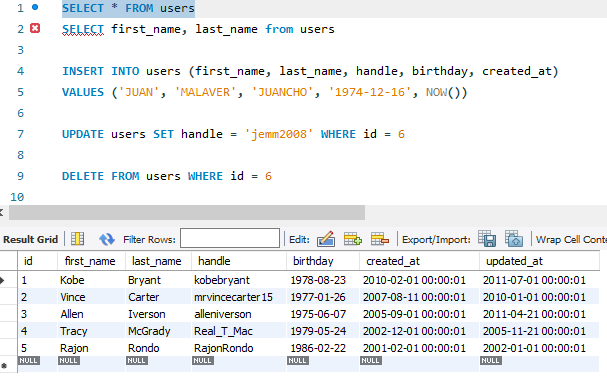 1 SELECT * FROM users
2 SELECT first_name, last_name from users
3
4 INSERT INTO users (first_name, last_name, handle, birthday, created_at)
5 VALUES ('JUAN', 'MALAVER', 'JUANCHO', '1974-12-16', NOW())
6
7 UPDATE users SET handle = 'jemm2008' WHERE id = 6
8
9 DELETE FROM users WHERE id = 6
10
Result Grid Filter Rows: Edit: Export/Import: Wrap Cell Conte
id first_name last_name handle birthday created_at updated_at
1 Kobe Bryant kobebryant 1978-08-23 2010-02-01 00:00:01 2011-07-01 00:00:01
2 Vince Carter mrvincecarter15 1977-01-26 2007-08-11 00:00:01 2010-01-01 00:00:01
3 Allen Iverson alleniverson 1975-06-07 2005-09-01 00:00:01 2011-04-21 00:00:01
4 Tracy McGrady Real_T_Mac 1979-05-24 2002-12-01 00:00:01 2005-11-21 00:00:01
5 Rajon Rondo RajonRondo 1986-02-22 2001-02-01 00:00:01 2002-01-01 00:00:01
NULL NULL NULL NULL NULL NULL NULL